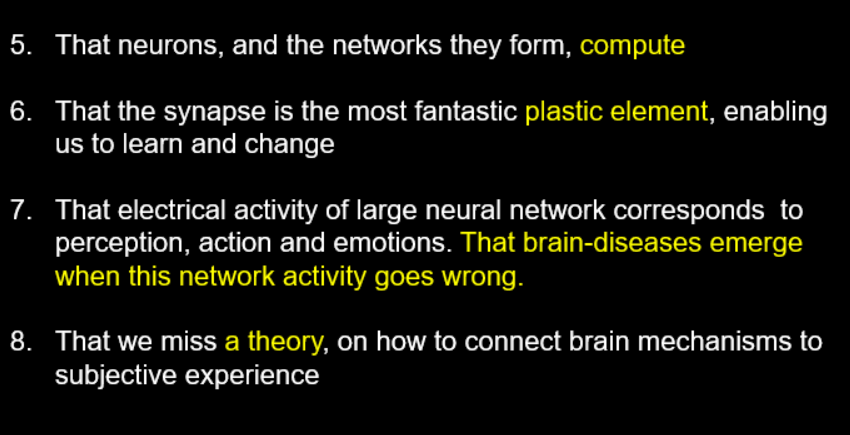 5. That neurons, and the networks they form, compute
6. That the synapse is the most fantastic plastic element, enabling
us to learn and change
7. That electrical activity of large neural network corresponds  to
perception, action and emotions. That brain-diseases emerge
when this network activity goes wrong.
8. That we miss a theory, on how to connect brain mechanisms to
subjective experience